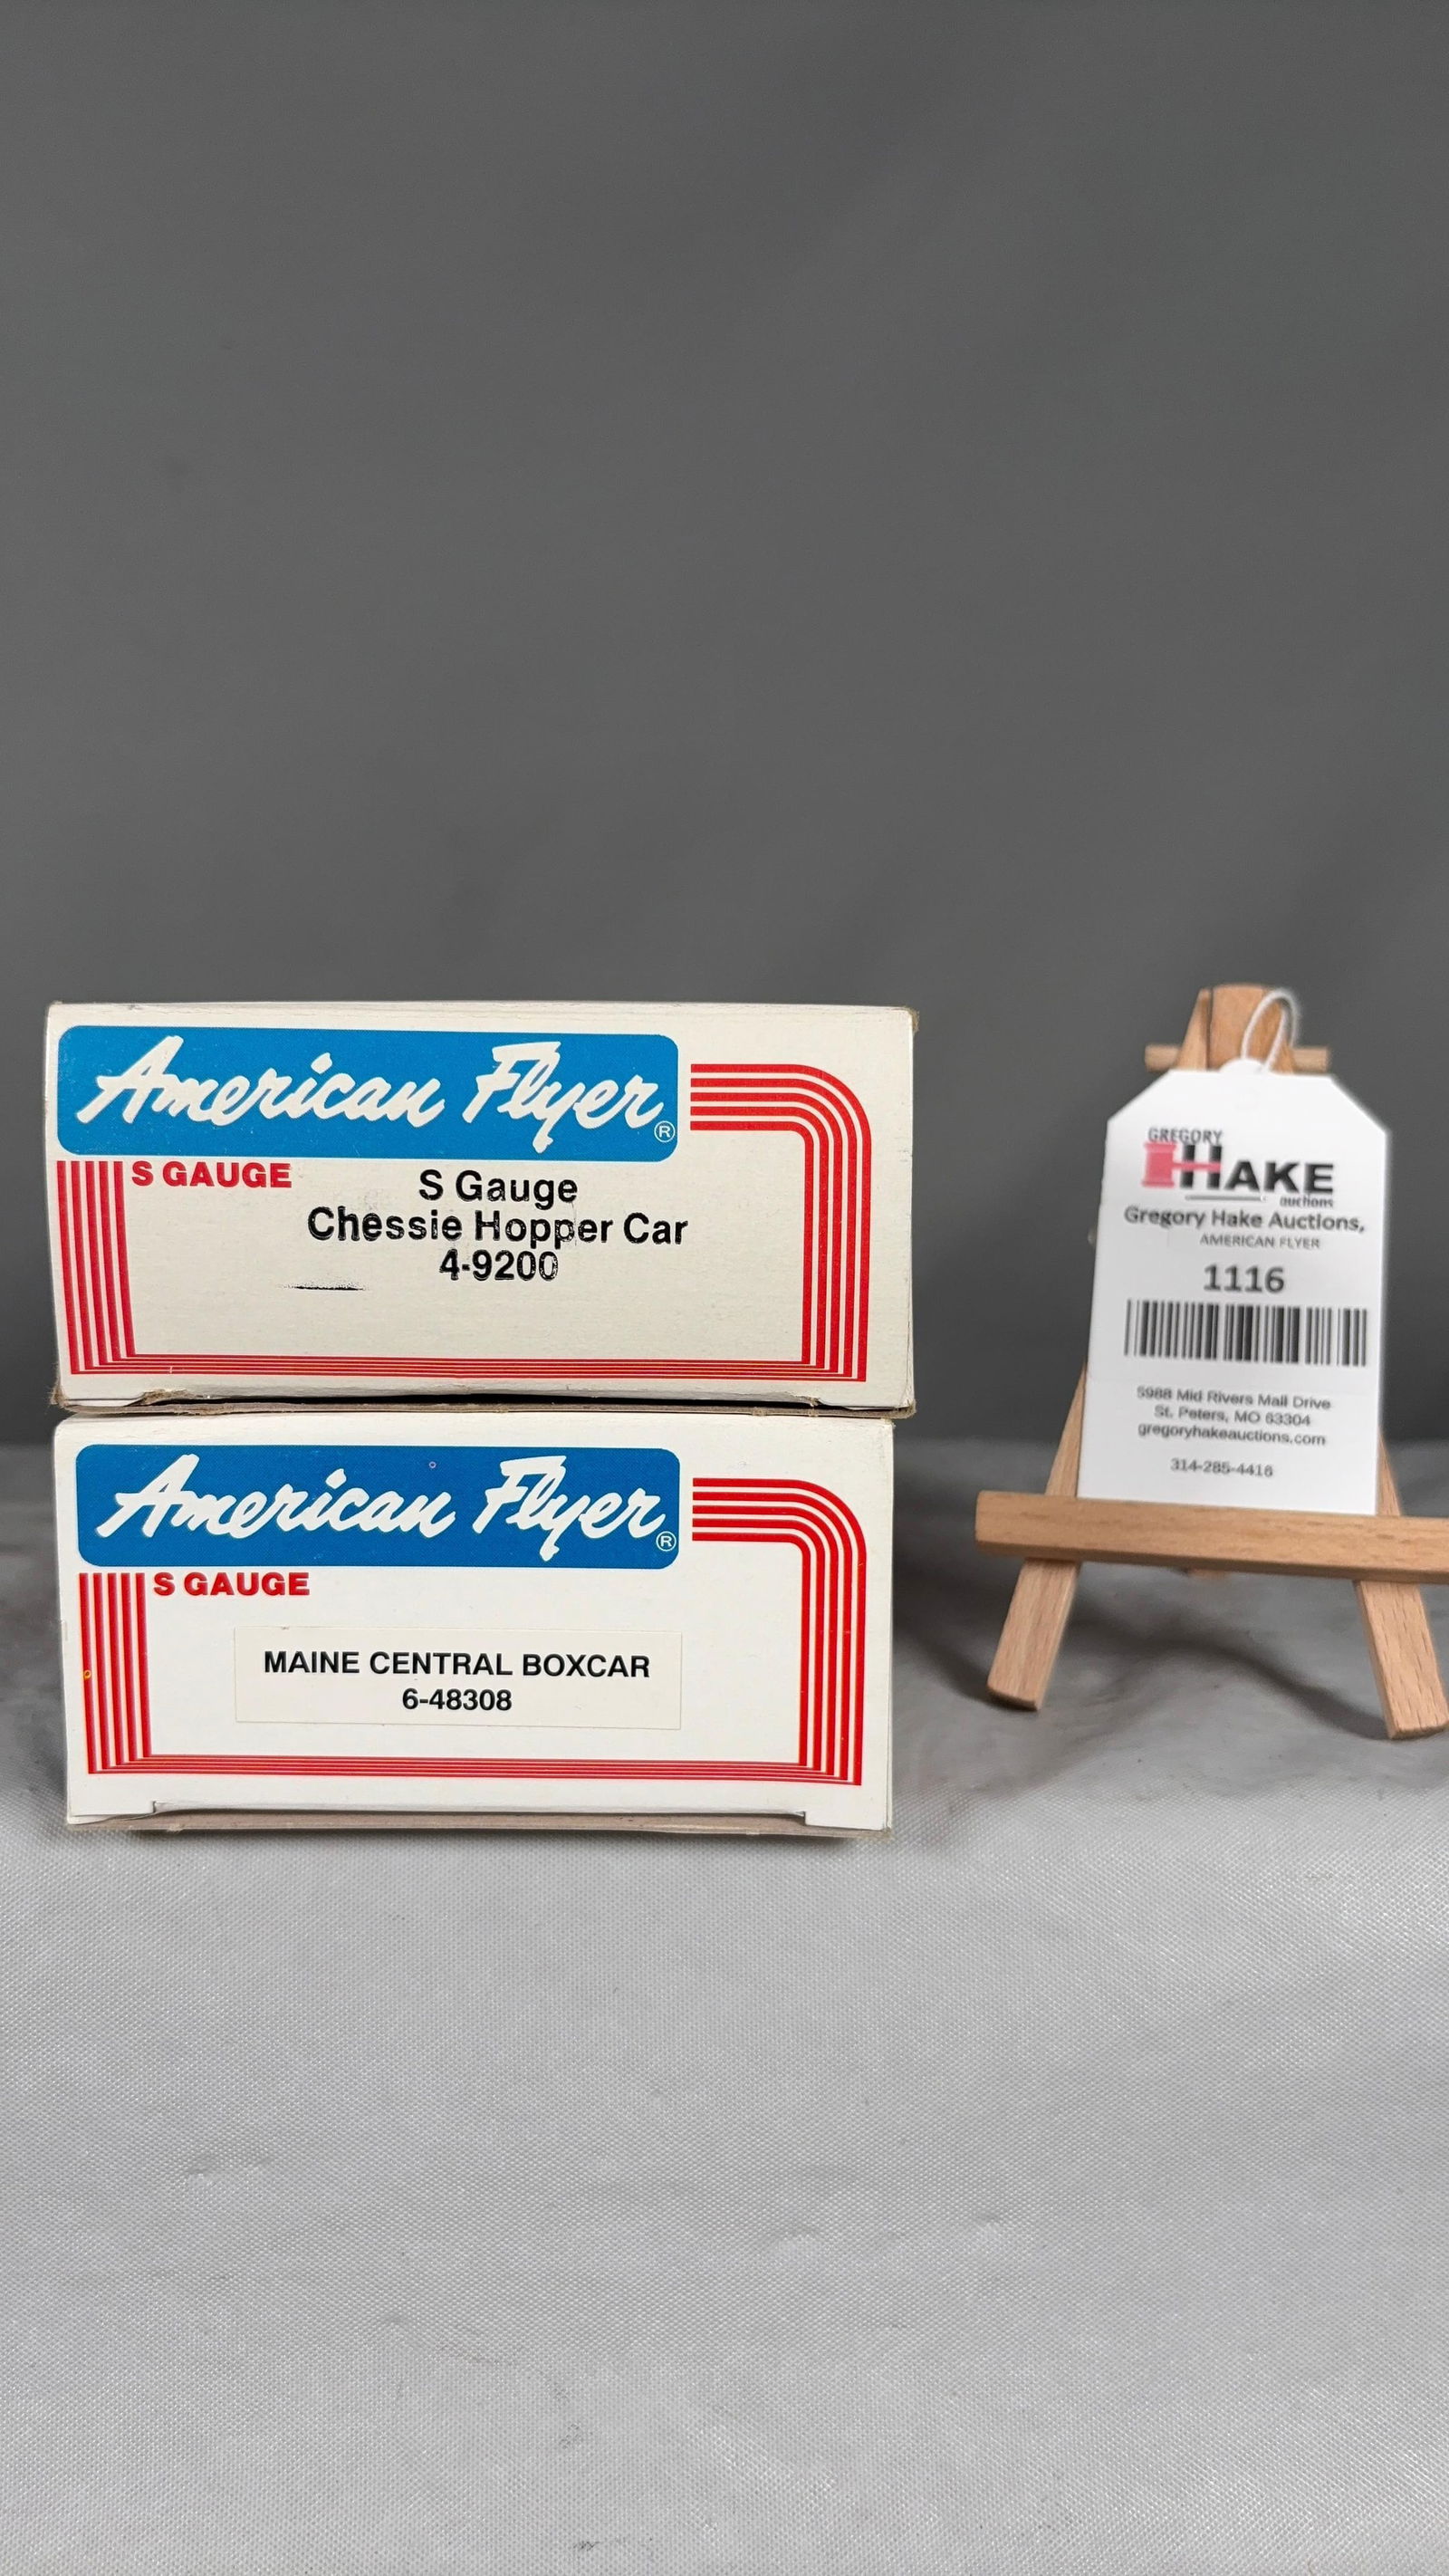 American Flyer®
S GAUGE
S Gauge
Chessie Hopper Car
4-9200
American Flyer®
S GAUGE
MAINE CENTRAL BOXCAR
6-48308
GREGORY
HAKE
auctions
Gregory Hake Auctions,
AMERICAN FLYER
1116
5988 Mid Rivers Mall Drive
St. Peters, MO 63304
gregoryhakeauctions.com
314-285-4416